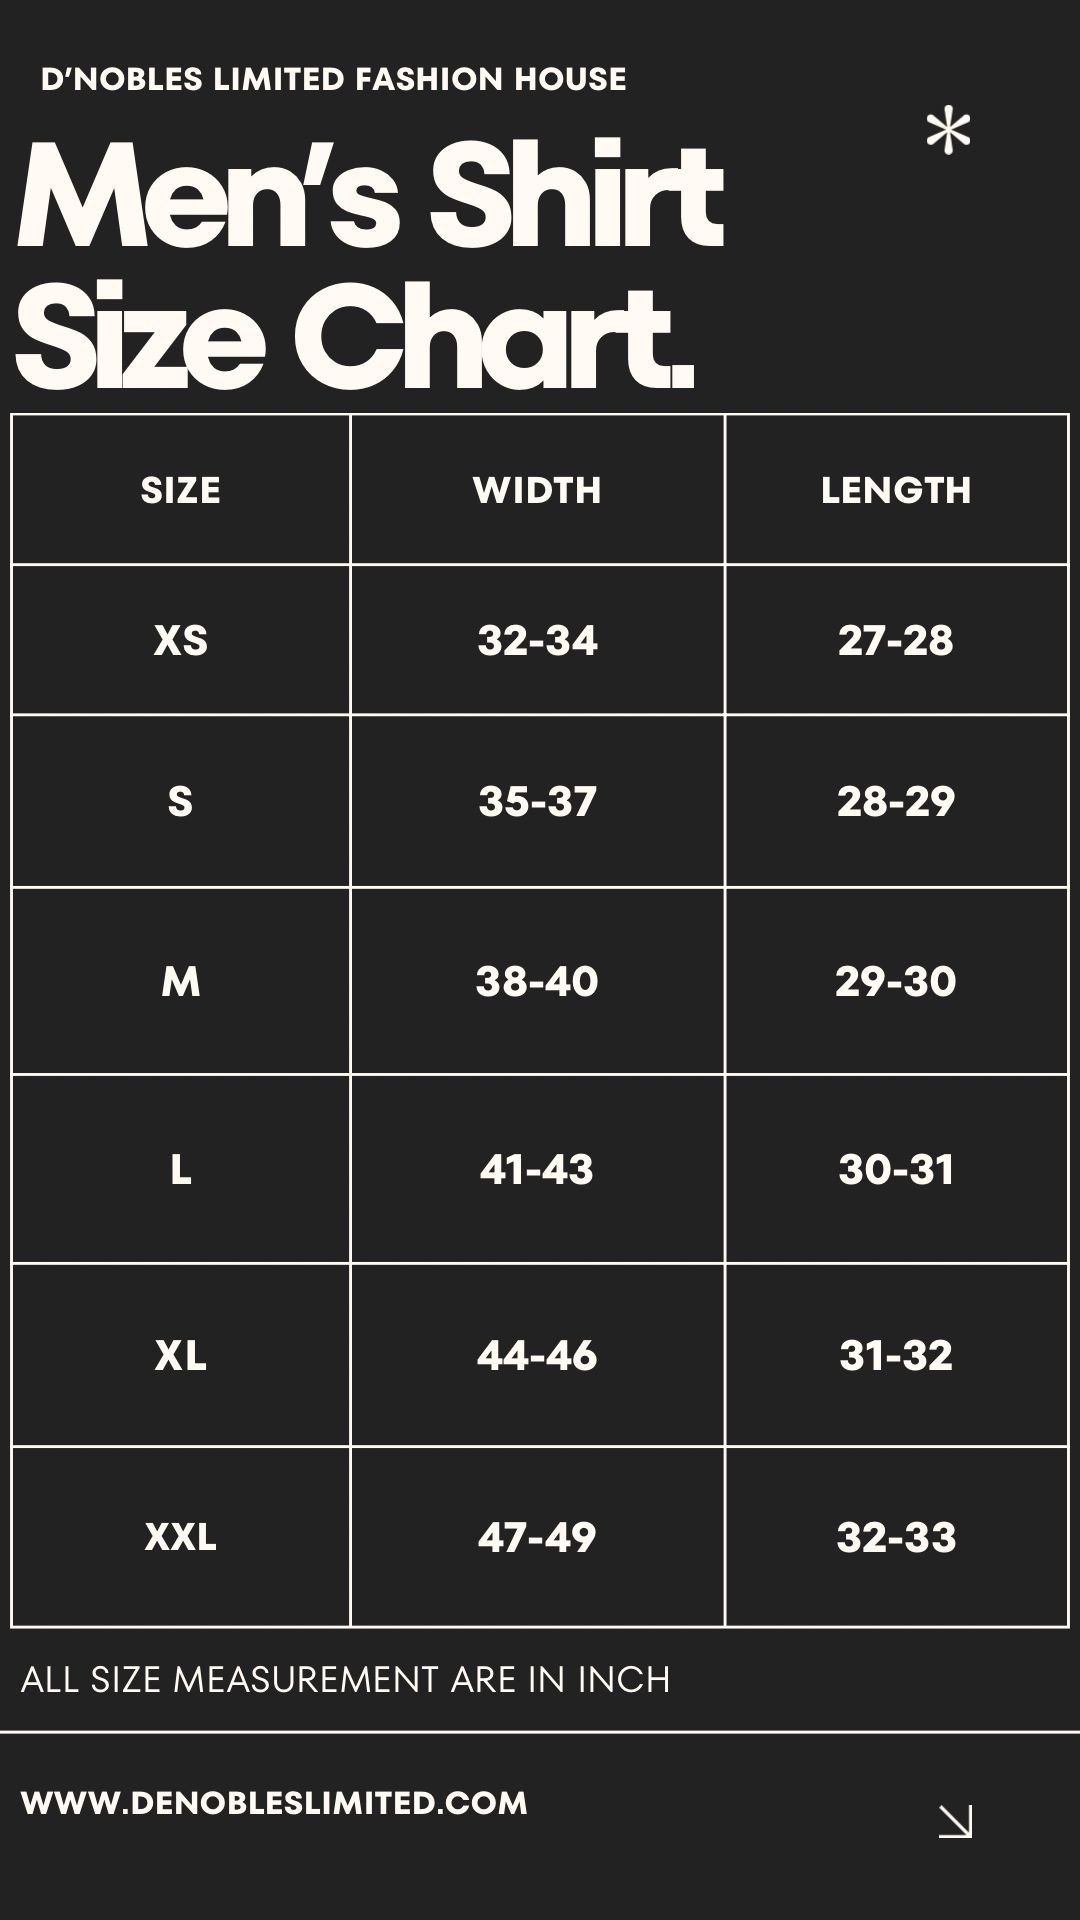 D'NOBLES LIMITED FASHION HOUSE
Men's Shirt
Size Chart.
SIZE WIDTH LENGTH
XS 32-34 27-28
S 35-37 28-29
M 38-40 29-30
L 41-43 30-31
XL 44-46 31-32
XXL 47-49 32-33
ALL SIZE MEASUREMENT ARE IN INCH
WWW.DENOBLESLIMITED.COM